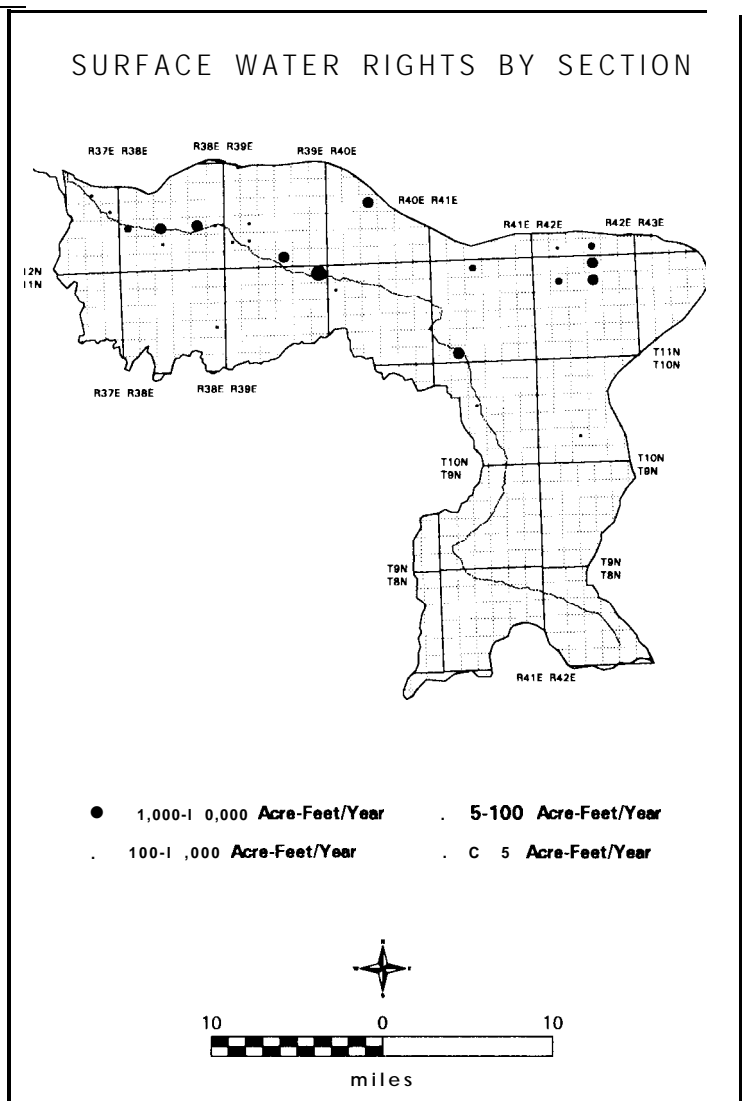 SURFACE WATER RIGHTS BY SECTION
R37E R38E
R38E R39E
R39E R40E
R40E R41E
R41E R42E
R42E R43E
I2N
I1N
R37E R38E
R38E R39E
T11N
T10N
T10N
T9N
T10N
T9N
T9N
T8N
T9N
T8N
R41E R42E
1,000-I 0,000 Acre-Feet/Year
. 5-100 Acre-Feet/Year
. 100-I ,000 Acre-Feet/Year
. C 5 Acre-Feet/Year
N
W
E
S
10 0 10
miles